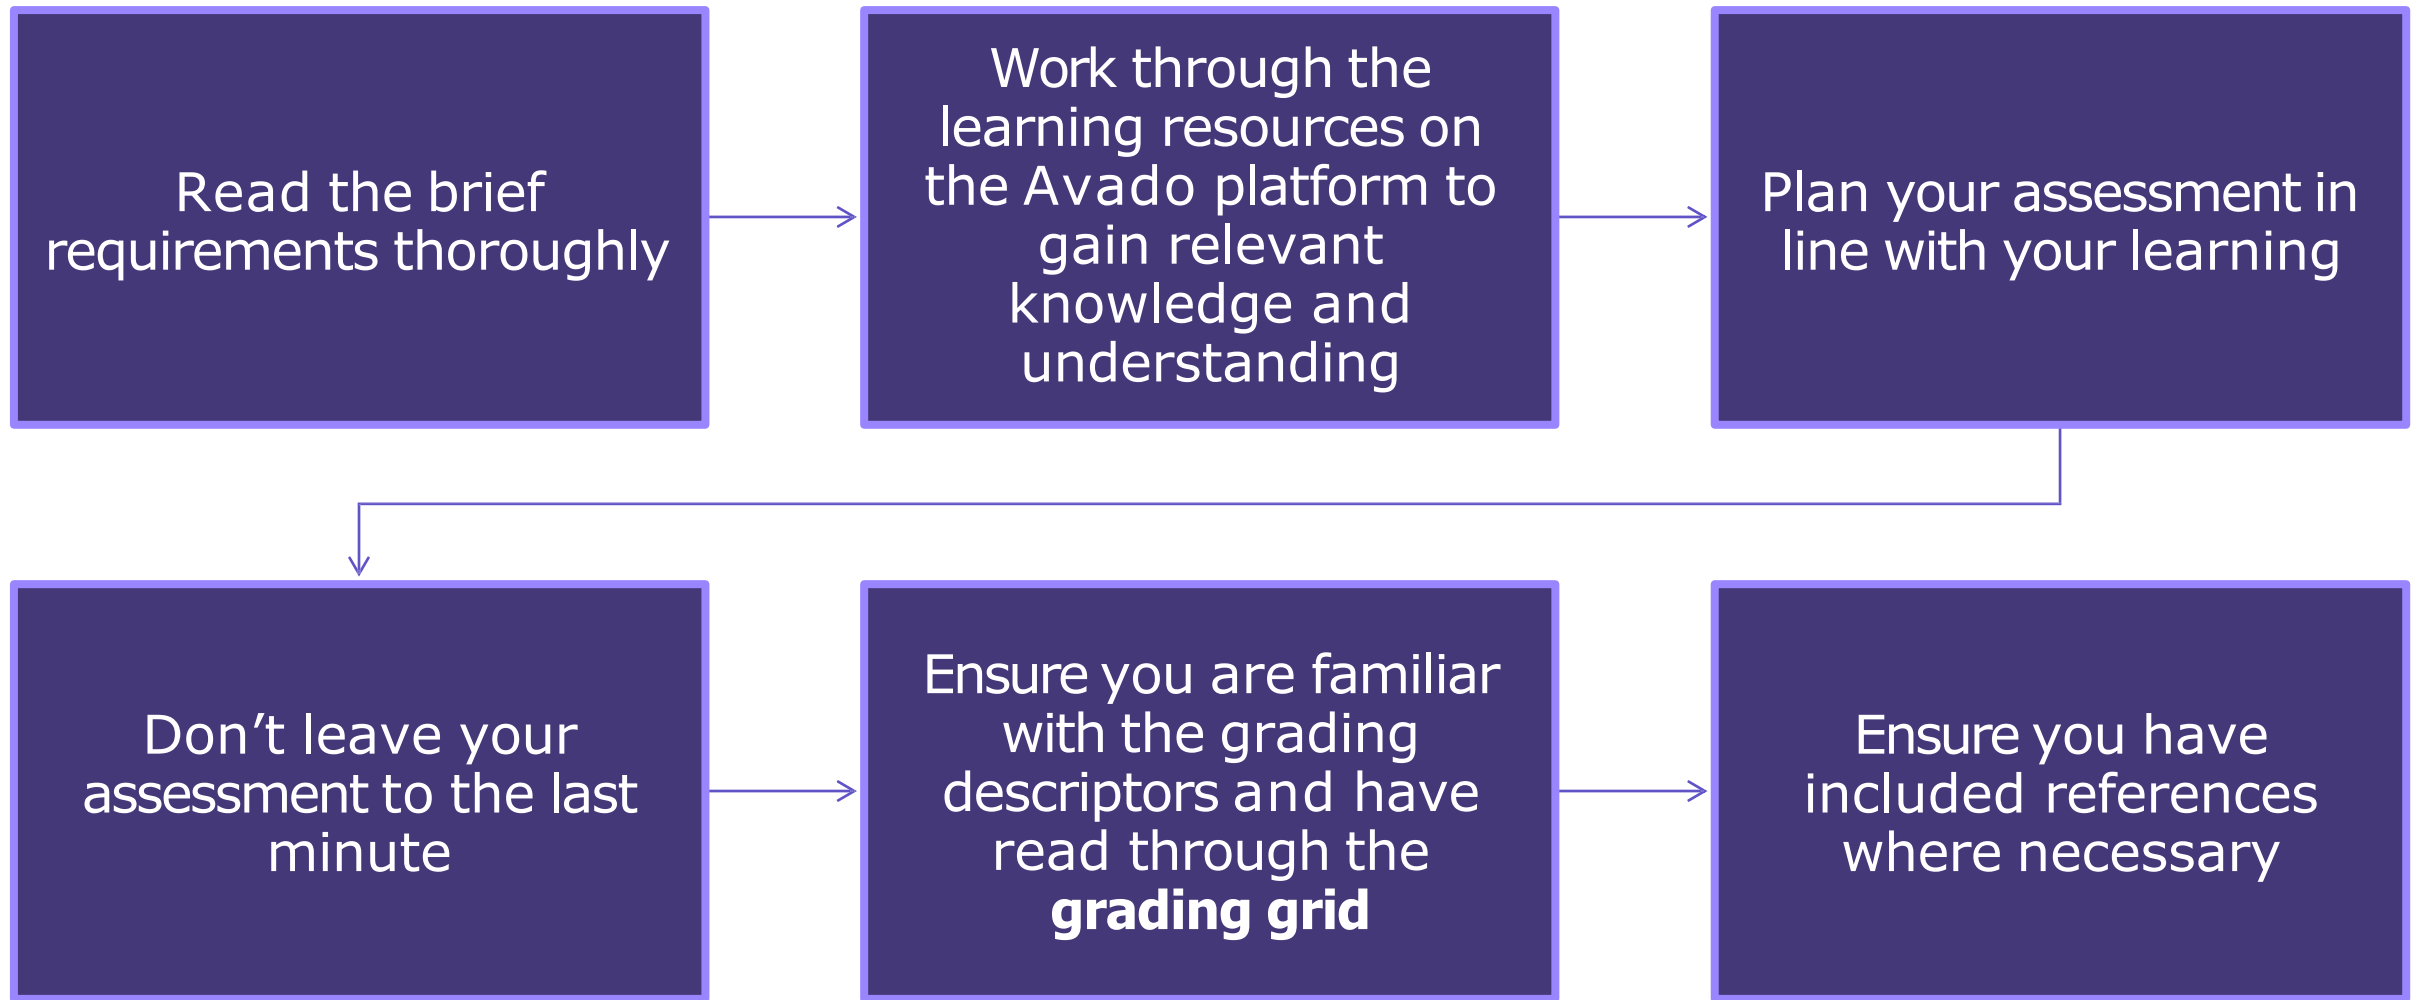 Read the brief
requirements thoroughly
Work through the
learning resources on
the Avado platform to
gain relevant
knowledge and
understanding
Plan your assessment in
line with your learning
Don’t leave your
assessment to the last
minute
Ensure you are familiar
with the grading
descriptors and have
read through the
grading grid
Ensure you have
included references
where necessary